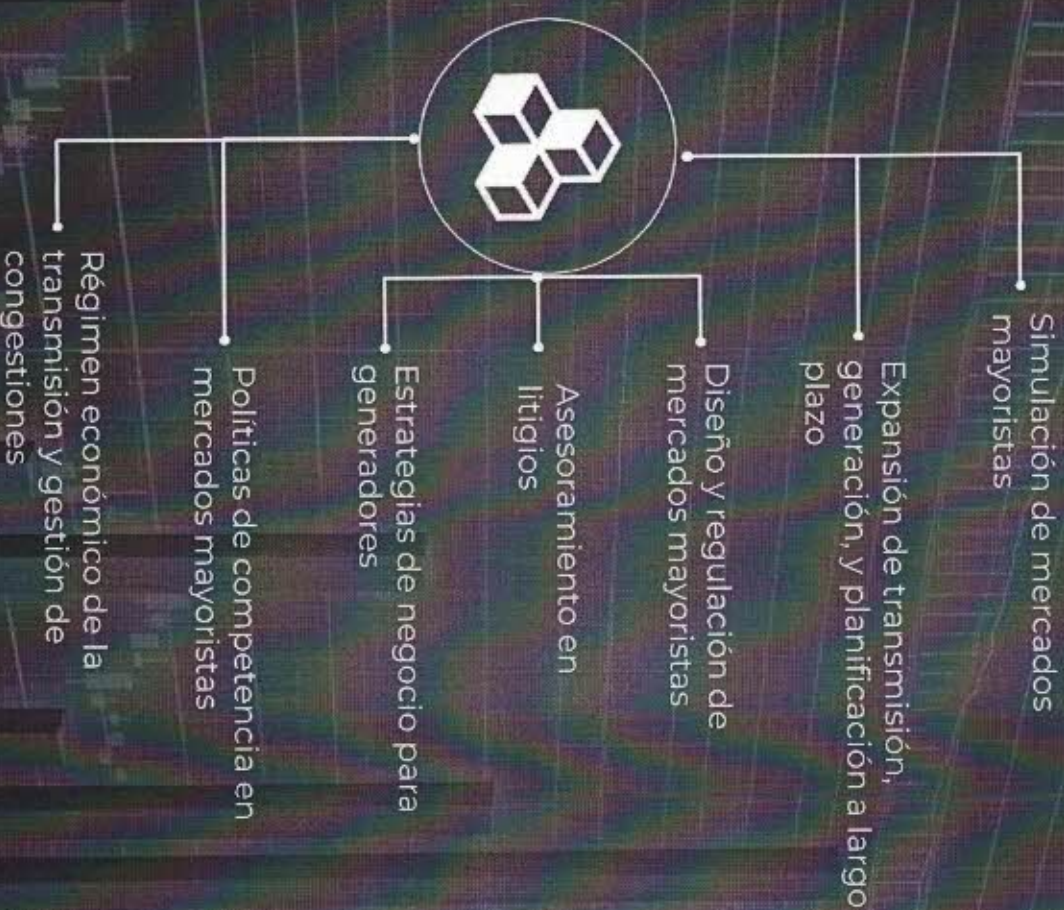 Simulación de mercados
mayoristas
Expansión de transmisión,
generación, y planificación a largo
plazo
Diseño y regulación de
mercados mayoristas
Asesoramiento en
litigios
Estrategias de negocio para
generadores
Políticas de competencia en
mercados mayoristas
Régimen económico de la
transmisión y gestión de
congestiones